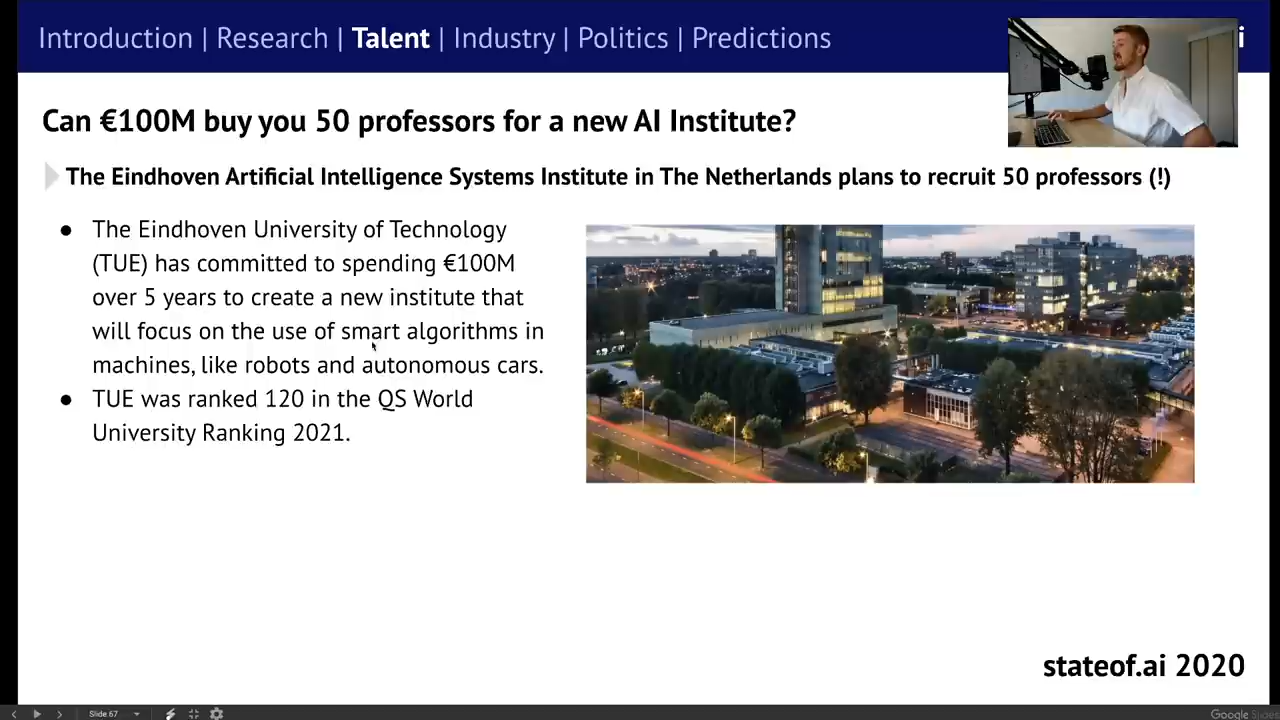 Introduction | Research | Talent | Industry | Politics | Predictions
i
Can €100M buy you 50 professors for a new AI Institute?
The Eindhoven Artificial Intelligence Systems Institute in The Netherlands plans to recruit 50 professors (!)
● The Eindhoven University of Technology
(TUE) has committed to spending €100M
over 5 years to create a new institute that
will focus on the use of smart algorithms in
machines, like robots and autonomous cars.
● TUE was ranked 120 in the QS World
University Ranking 2021.
stateof.ai 2020
Slide 67
Google Slides